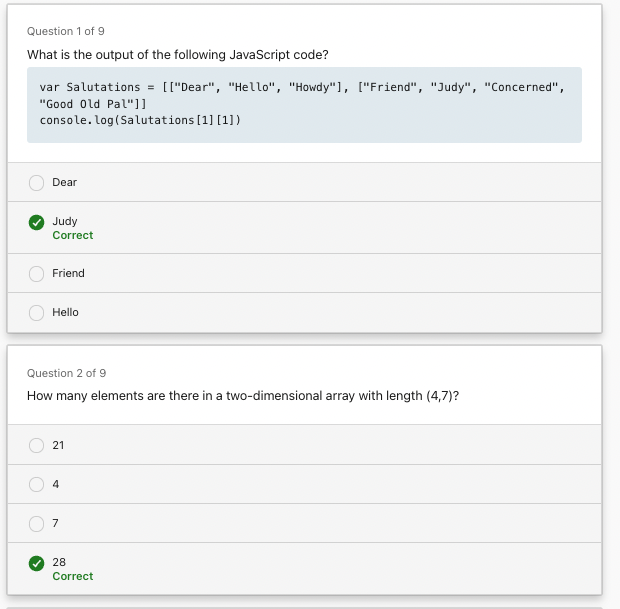 Question 1 of 9
What is the output of the following JavaScript code?
var Salutations = [["Dear", "Hello", "Howdy"], ["Friend", "Judy", "Concerned",
"Good Old Pal"]]
console.log(Salutations[1][1])
Dear
Judy
Correct
Friend
Hello
Question 2 of 9
How many elements are there in a two-dimensional array with length (4,7)?
21
4
7
28
Correct